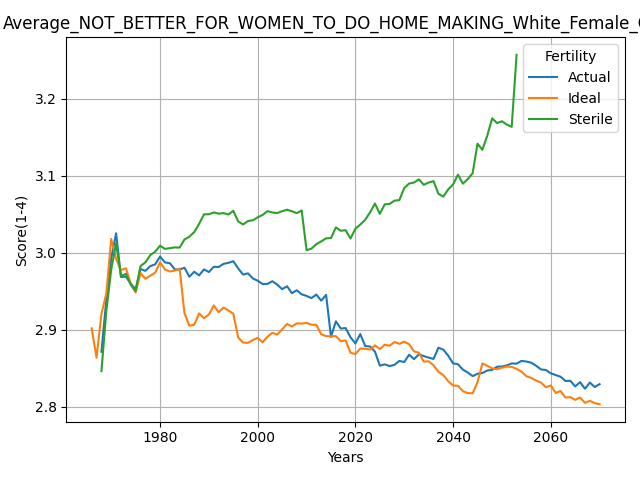 Average_NOT_BETTER_FOR_WOMEN_TO_DO_HOME_MAKING_White_Female_
Fertility
Actual
Ideal
Sterile
3.2
3.1
3.0
2.9
2.8
Score(1-4)
1980
2000
2020
2040
2060
Years